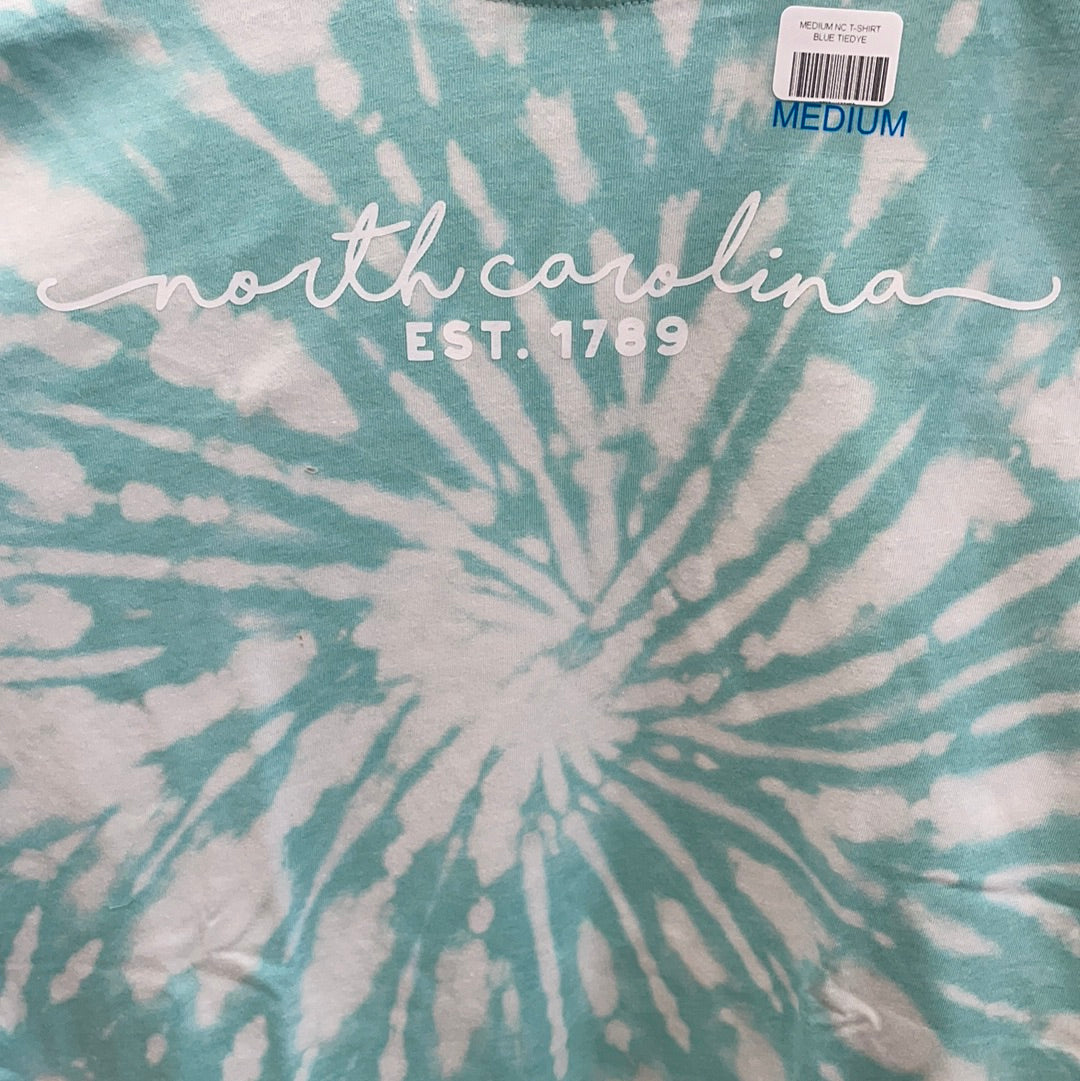 MEDIUM NC T-SHIRT
BLUE TIEDYE
MEDIUM
north carolina
EST. 1789